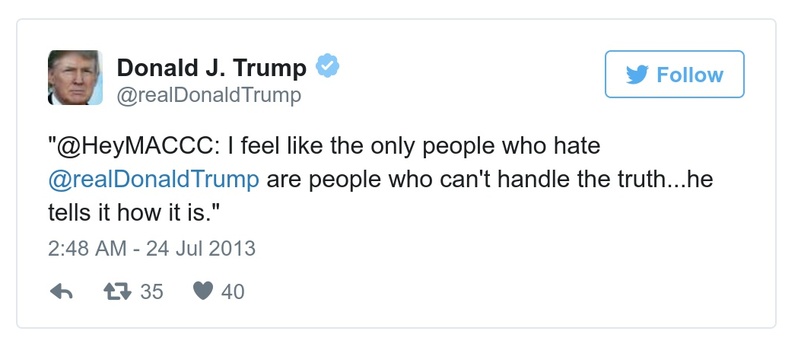 Donald J. Trump
@realDonaldTrump
Follow
"@HeyMACCC: I feel like the only people who hate
@realDonaldTrump are people who can't handle the truth...he
tells it how it is."
2:48 AM - 24 Jul 2013
35 40